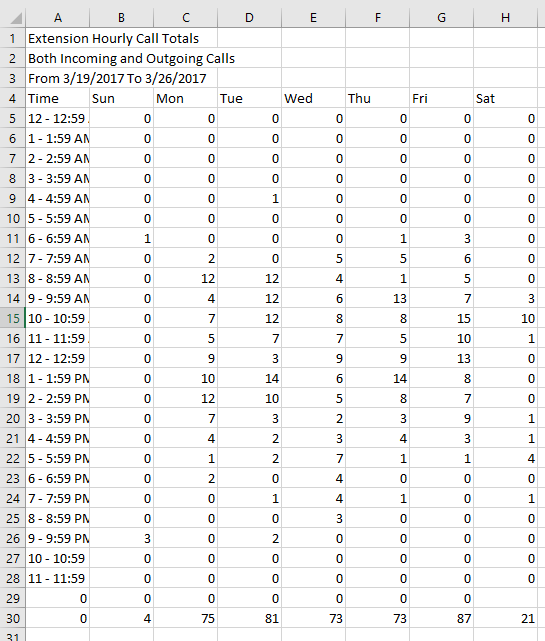 A B C D E F G H
1 Extension Hourly Call Totals
2 Both Incoming and Outgoing Calls
3 From 3/19/2017 To 3/26/2017
4 Time Sun Mon Tue Wed Thu Fri Sat
5 12 - 12:59 0 0 0 0 0 0 0
6 1 - 1:59 AM 0 0 0 0 0 0 0
7 2 - 2:59 AM 0 0 0 0 0 0 0
8 3 - 3:59 AM 0 0 0 0 0 0 0
9 4 - 4:59 AM 0 0 1 0 0 0 0
10 5 - 5:59 AM 0 0 0 0 0 0 0
11 6 - 6:59 AM 1 0 0 0 1 3 0
12 7 - 7:59 AM 0 2 0 5 5 6 0
13 8 - 8:59 AM 0 12 12 4 1 5 0
14 9 - 9:59 AM 0 4 12 6 13 7 3
15 10 - 10:59 0 7 12 8 8 15 10
16 11 - 11:59 0 5 7 7 5 10 1
17 12 - 12:59 0 9 3 9 9 13 0
18 1 - 1:59 PM 0 10 14 6 14 8 0
19 2 - 2:59 PM 0 12 10 5 8 7 0
20 3 - 3:59 PM 0 7 3 2 3 9 1
21 4 - 4:59 PM 0 4 2 3 4 3 1
22 5 - 5:59 PM 0 1 2 7 1 1 4
23 6 - 6:59 PM 0 2 0 4 0 0 0
24 7 - 7:59 PM 0 0 1 4 1 0 1
25 8 - 8:59 PM 0 0 0 3 0 0 0
26 9 - 9:59 PM 3 0 2 0 0 0 0
27 10 - 10:59 0 0 0 0 0 0 0
28 11 - 11:59 0 0 0 0 0 0 0
29 0 0 0 0 0 0 0
30 0 4 75 81 73 73 87 21
31